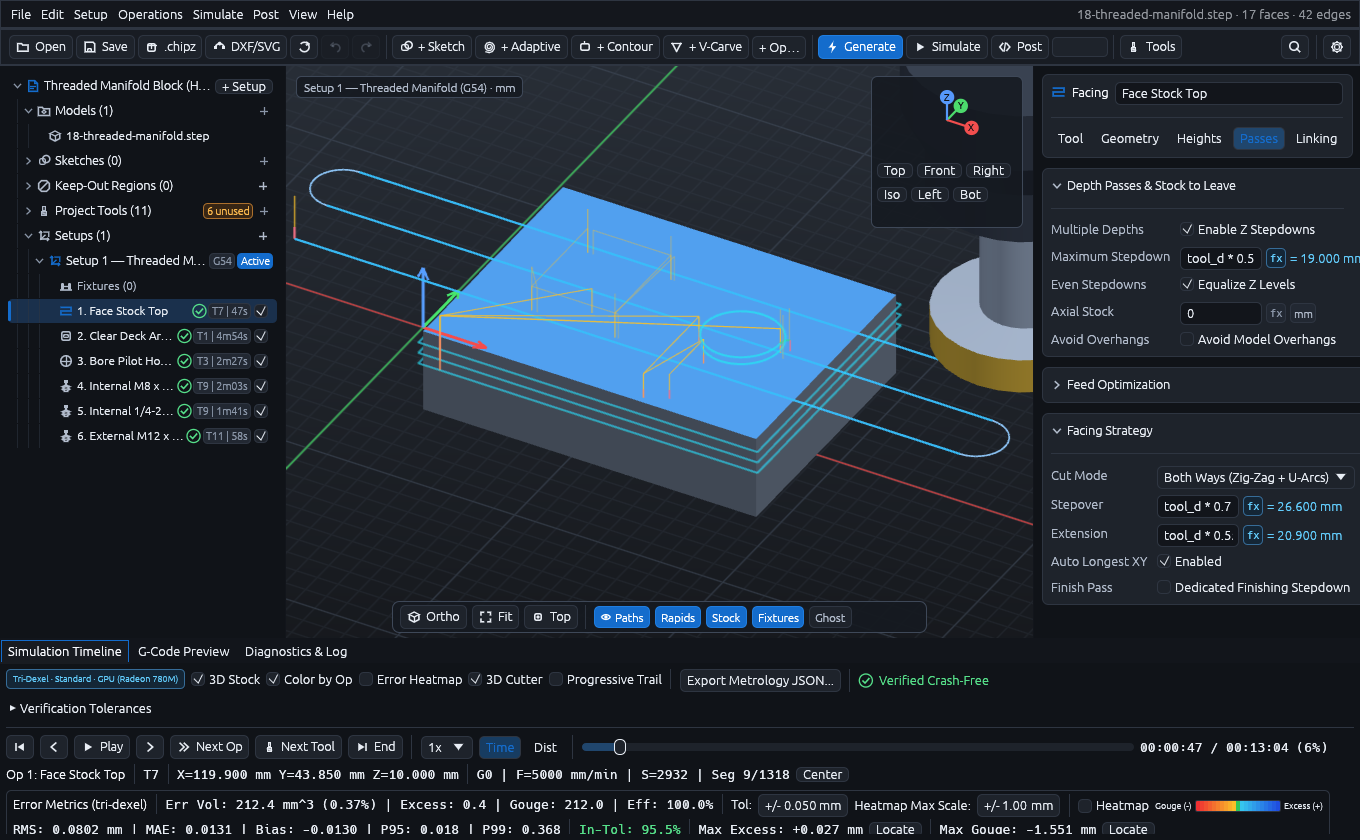 File Edit Setup Operations Simulate Post View Help 18-threaded-manifold.step · 17 faces · 42 edges
Open Save .chipz DXF/SVG + Sketch + Adaptive + Contour + V-Carve + Op... Generate Simulate Post Tools
Threaded Manifold Block (H... + Setup
Models (1) +
18-threaded-manifold.step
Sketches (0) +
Keep-Out Regions (0) +
Project Tools (11) 6 unused +
Setups (1) +
Setup 1 — Threaded M... G54 Active
Fixtures (0)
1. Face Stock Top T7 | 47s
2. Clear Deck Ar... T1 | 4m54s
3. Bore Pilot Ho... T3 | 2m27s
4. Internal M8 x ... T9 | 2m03s
5. Internal 1/4-2... T9 | 1m41s
6. External M12 x ... T11 | 58s
Setup 1 — Threaded Manifold (G54) · mm
Z Y X
Top Front Right
Iso Left Bot
Ortho Fit Top Paths Rapids Stock Fixtures Ghost
Facing Face Stock Top
Tool Geometry Heights Passes Linking
Depth Passes & Stock to Leave
Multiple Depths Enable Z Stepdowns
Maximum Stepdown tool_d * 0.5 fx = 19.000 mm
Even Stepdowns Equalize Z Levels
Axial Stock 0 fx mm
Avoid Overhangs Avoid Model Overhangs
Feed Optimization
Facing Strategy
Cut Mode Both Ways (Zig-Zag + U-Arcs)
Stepover tool_d * 0.7 fx = 26.600 mm
Extension tool_d * 0.5. fx = 20.900 mm
Auto Longest XY Enabled
Finish Pass Dedicated Finishing Stepdown
Simulation Timeline G-Code Preview Diagnostics & Log
Tri-Dexel · Standard · GPU (Radeon 780M) 3D Stock Color by Op Error Heatmap 3D Cutter Progressive Trail Export Metrology JSON... Verified Crash-Free
Verification Tolerances
Play Next Op Next Tool End 1x Time Dist 00:00:47 / 00:13:04 (6%)
Op 1: Face Stock Top T7 X=119.900 mm Y=43.850 mm Z=10.000 mm G0 | F=5000 mm/min | S=2932 | Seg 9/1318 Center
Error Metrics (tri-dexel) Err Vol: 212.4 mm^3 (0.37%) | Excess: 0.4 | Gouge: 212.0 | Eff: 100.0% Tol: +/- 0.050 mm Heatmap Max Scale: +/-1.00 mm Heatmap Gouge (-) Excess (+)
RMS: 0.0802 mm | MAE: 0.0131 | Bias: -0.0130 | P95: 0.018 | P99: 0.368 In-Tol: 95.5% Max Excess: +0.027 mm Locate Max Gouge: -1.551 mm Locate